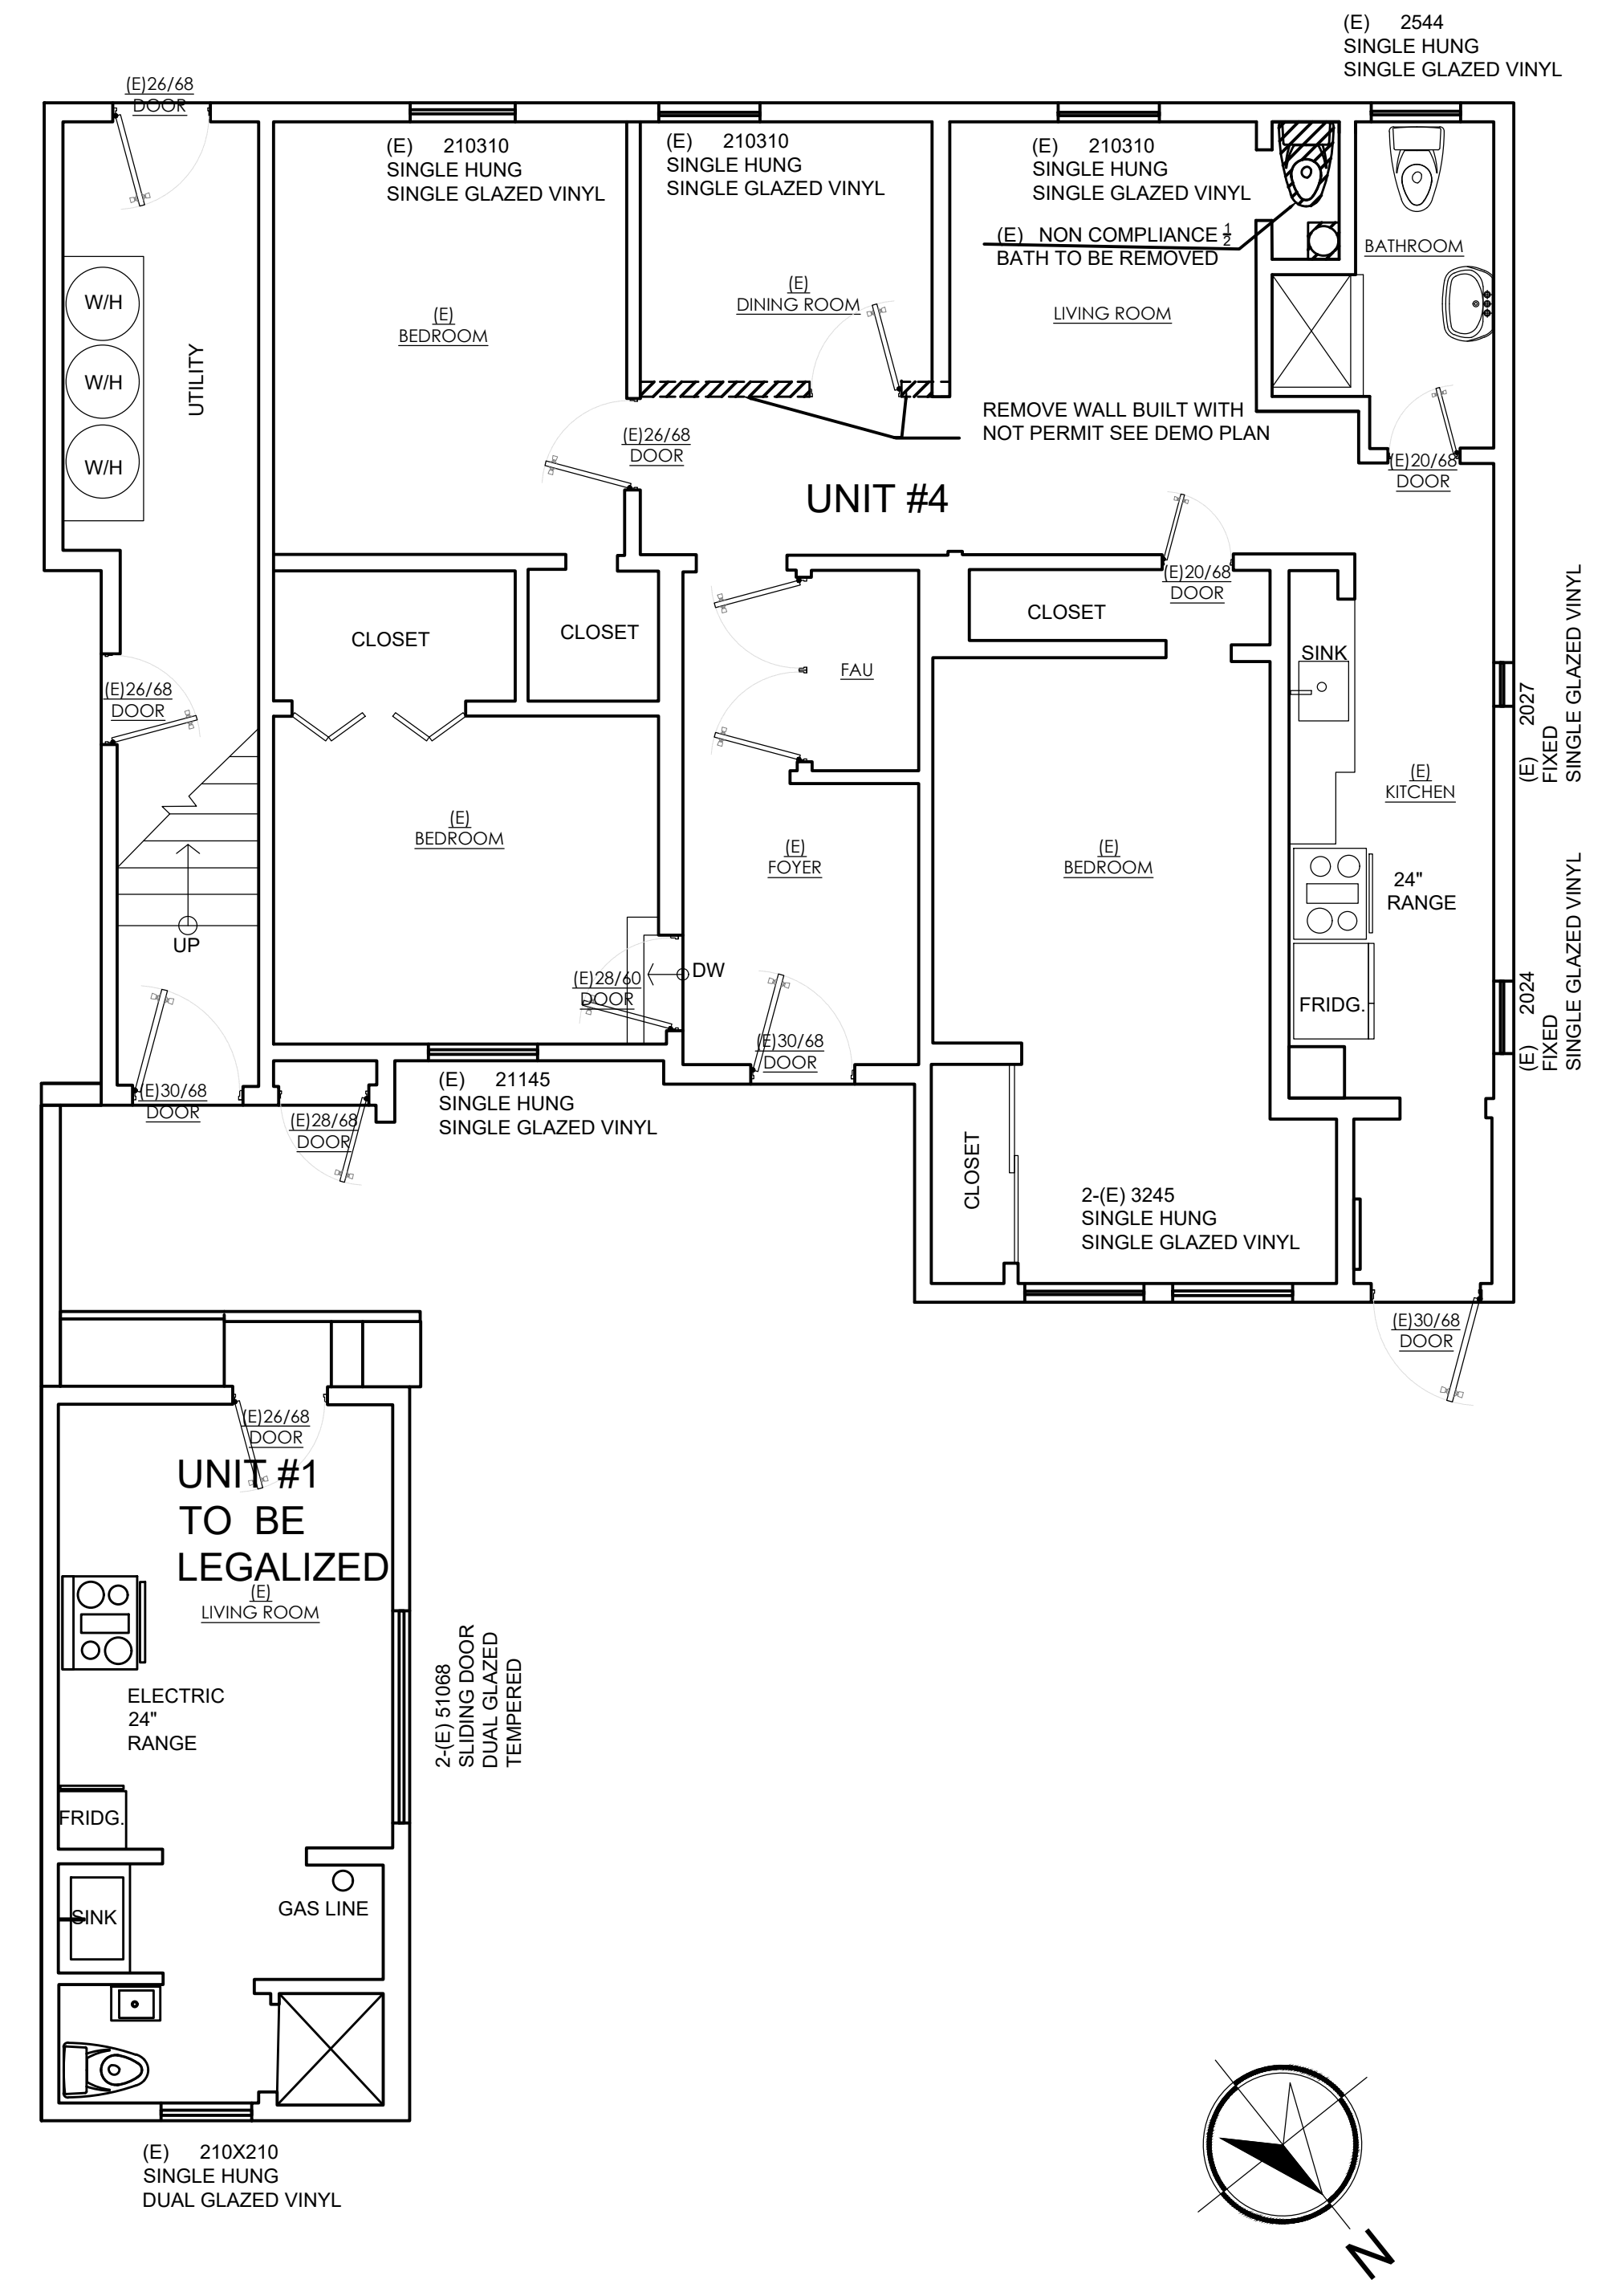 (E) 2544
SINGLE HUNG
SINGLE GLAZED VINYL
(E)26/68
DOOR
(E) 210310
SINGLE HUNG
SINGLE GLAZED VINYL
(E) 210310
SINGLE HUNG
SINGLE GLAZED VINYL
(E) 210310
SINGLE HUNG
SINGLE GLAZED VINYL
(E) NON COMPLIANCE 1/2
BATH TO BE REMOVED
BATHROOM
W/H
W/H
W/H
UTILITY
(E)
BEDROOM
(E)
DINING ROOM
LIVING ROOM
REMOVE WALL BUILT WITH
NOT PERMIT SEE DEMO PLAN
(E)26/68
DOOR
(E)20/68
DOOR
UNIT #4
(E)20/68
DOOR
CLOSET
CLOSET
CLOSET
FAU
SINK
(E) 2027
FIXED
SINGLE GLAZED VINYL
(E)26/68
DOOR
(E)
KITCHEN
(E)
BEDROOM
(E)
FOYER
(E)
BEDROOM
24"
RANGE
UP
(E)28/60
DOOR
DW
FRIDG.
(E) 2024
FIXED
SINGLE GLAZED VINYL
(E)30/68
DOOR
(E)30/68
DOOR
(E)28/68
DOOR
(E) 21145
SINGLE HUNG
SINGLE GLAZED VINYL
CLOSET
2-(E) 3245
SINGLE HUNG
SINGLE GLAZED VINYL
(E)30/68
DOOR
(E)26/68
DOOR
UNIT #1
TO BE
LEGALIZED
(E)
LIVING ROOM
ELECTRIC
24"
RANGE
2-(E) 51068
SLIDING DOOR
DUAL GLAZED
TEMPERED
FRIDG.
SINK
GAS LINE
(E) 210X210
SINGLE HUNG
DUAL GLAZED VINYL
N